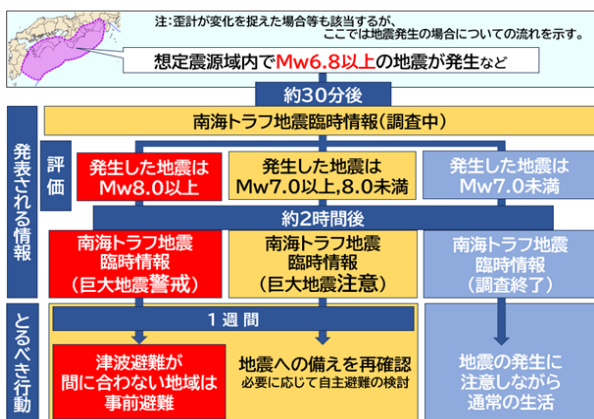 注：歪計が変化を捉えた場合等も該当するが、
ここでは地震発生の場合についての流れを示す。
想定震源域内でMw6.8以上の地震が発生など
約30分後
発表される情報
南海トラフ地震臨時情報（調査中）
評価
発生した地震は
Mw8.0以上
発生した地震は
Mw7.0以上,8.0未満
発生した地震は
Mw7.0未満
約2時間後
南海トラフ地震
臨時情報
（巨大地震警戒）
南海トラフ地震
臨時情報
（巨大地震注意）
南海トラフ地震
臨時情報
（調査終了）
とるべき行動
１週間
津波避難が
間に合わない地域は
事前避難
地震への備えを再確認
必要に応じて自主避難の検討
地震の発生に
注意しながら
通常の生活